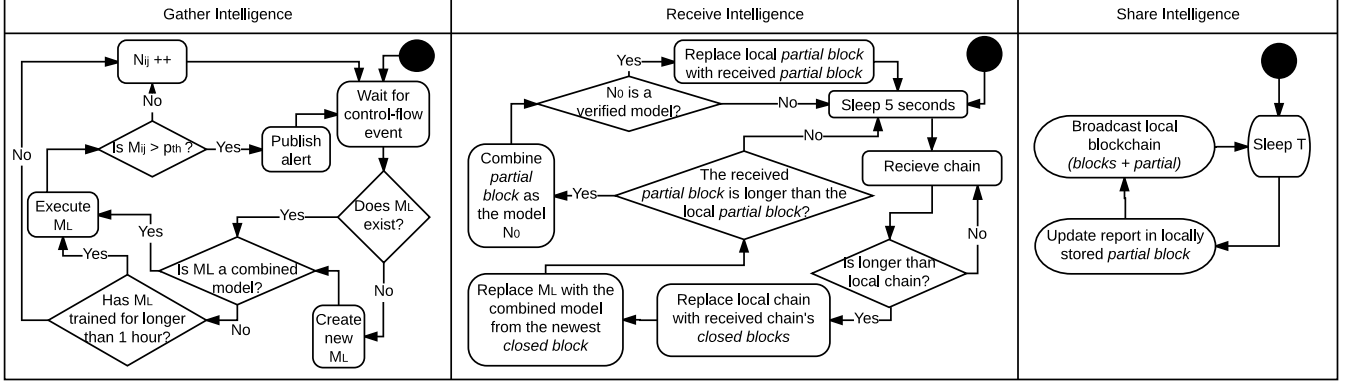 Gather Intelligence
Nij ++
No
Is Mij > pth ?
Yes
Publish
alert
Wait for
control-flow
event
No
Execute
ML
Yes
Yes
Does ML
exist?
Yes
Is ML a combined
model?
No
No
Has ML
trained for longer
than 1 hour?
Create
new
ML
Receive Intelligence
Yes
Replace local partial block
with received partial block
N0 is a
verified model?
No
Sleep 5 seconds
No
Combine
partial
block as
the model
N0
Yes
The received
partial block is longer than the
local partial block?
Recieve chain
No
Is longer than
local chain?
Yes
Replace ML with the
combined model
from the newest
closed block
Replace local chain
with received chain's
closed blocks
Share Intelligence
Broadcast local
blockchain
(blocks + partial)
Sleep T
Update report in locally
stored partial block